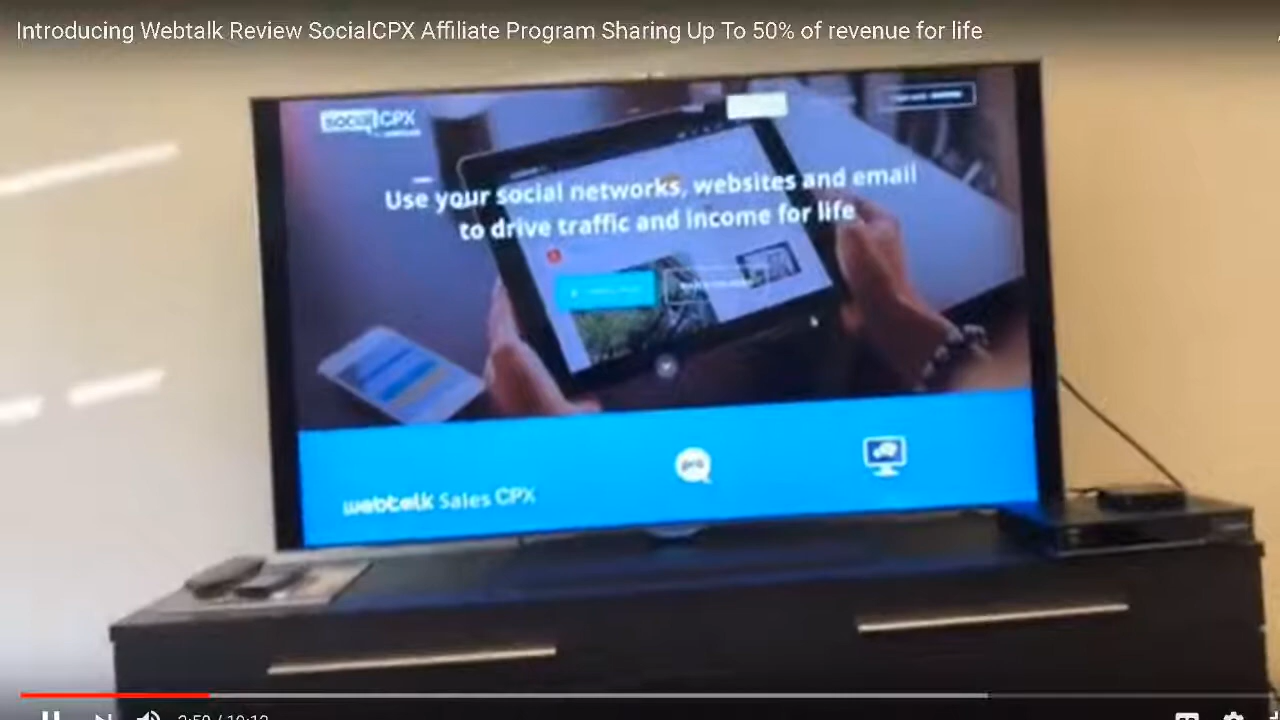 Introducing Webtalk Review SocialCPX Affiliate Program Sharing Up To 50% of revenue for life
social CPX
Use your social networks, websites and email
to drive traffic and income for life
pro
webtalk Sales CPX